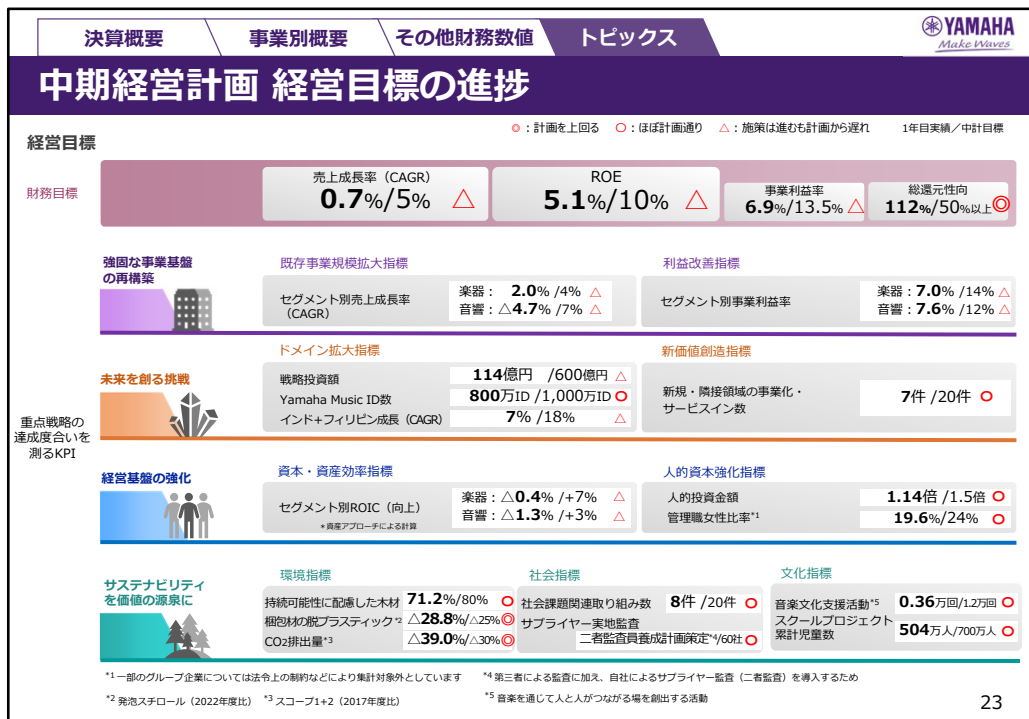 決算概要 事業別概要 その他財務数値 トピックス
YAMAHA
Make Waves
中期経営計画 経営目標の進捗
◎：計画を上回る ○：ほぼ計画通り △：施策は進むも計画から遅れ 1年目実績／中計目標
経営目標
財務目標
売上成長率（CAGR）
0.7%/5% △
ROE
5.1%/10% △
事業利益率
6.9%/13.5% △
総還元性向
112%/50%以上◎
重点戦略の
達成度合いを
測るKPI
強固な事業基盤
の再構築
既存事業規模拡大指標
セグメント別売上成長率
（CAGR）
楽器： 2.0% /4% △
音響：△4.7% /7% △
利益改善指標
セグメント別事業利益率
楽器：7.0% /14% △
音響：7.6% /12% △
未来を創る挑戦
ドメイン拡大指標
戦略投資額 114億円 /600億円 △
Yamaha Music ID数 800万ID /1,000万ID ○
インド+フィリピン成長（CAGR） 7% /18% △
新価値創造指標
新規・隣接領域の事業化・
サービスイン数
7件 /20件 ○
経営基盤の強化
資本・資産効率指標
セグメント別ROIC（向上）
＊資産アプローチによる計算
楽器：△0.4% /+7% △
音響：△1.3% /+3% △
人的資本強化指標
人的投資金額 1.14倍 /1.5倍 ○
管理職女性比率*1 19.6%/24% ○
サステナビリティ
を価値の源泉に
環境指標
持続可能性に配慮した木材 71.2%/80% ○
梱包材の脱プラスティック*2 △28.8%/△25% ◎
CO2排出量*3 △39.0%/△30% ◎
社会指標
社会課題関連取り組み数 8件 /20件 ○
サプライヤー実地監査
二者監査員養成計画策定*4/60社 ○
文化指標
音楽文化支援活動*5 0.36万回/1.2万回 ○
スクールプロジェクト
累計児童数
504万人/700万人 ○
*1 一部のグループ企業については法令上の制約などにより集計対象外としています *4 第三者による監査に加え、自社によるサプライヤー監査（二者監査）を導入するため
*2 発泡スチロール（2022年度比） *3 スコープ1+2（2017年度比） *5 音楽を通じて人と人がつながる場を創出する活動
23